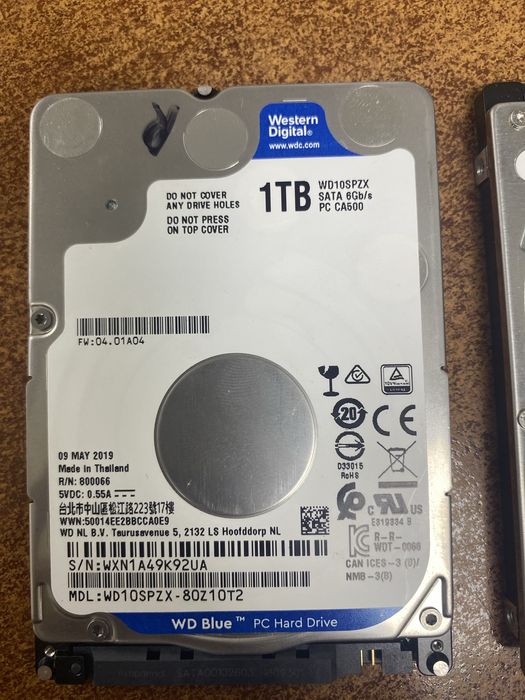 Western
Digital®
www.wdc.com
DO NOT COVER
ANY DRIVE HOLES
DO NOT PRESS
ON TOP COVER
1TB
WD10SPZX
SATA 6Gb/s
PC CA500
FW:04.01A04
20
D33015
RoHS
09 MAY 2019
Made in Thailand
R/N: 800066
5VDC: 0.55A
台北市中山區松江路223號17樓
WWN:50014EE2BBCCA0E9
WD NL B.V. Taurusavenue 5, 2132 LS Hoofddorp NL
C US
E319884 B
R-R-
WDT-0066
CAN ICES-3 (B)/
NMB-3(B)
S/N:WXN1A49K92UA
MDL:WD10SPZX-80Z10T2
WD Blue™ PC Hard Drive